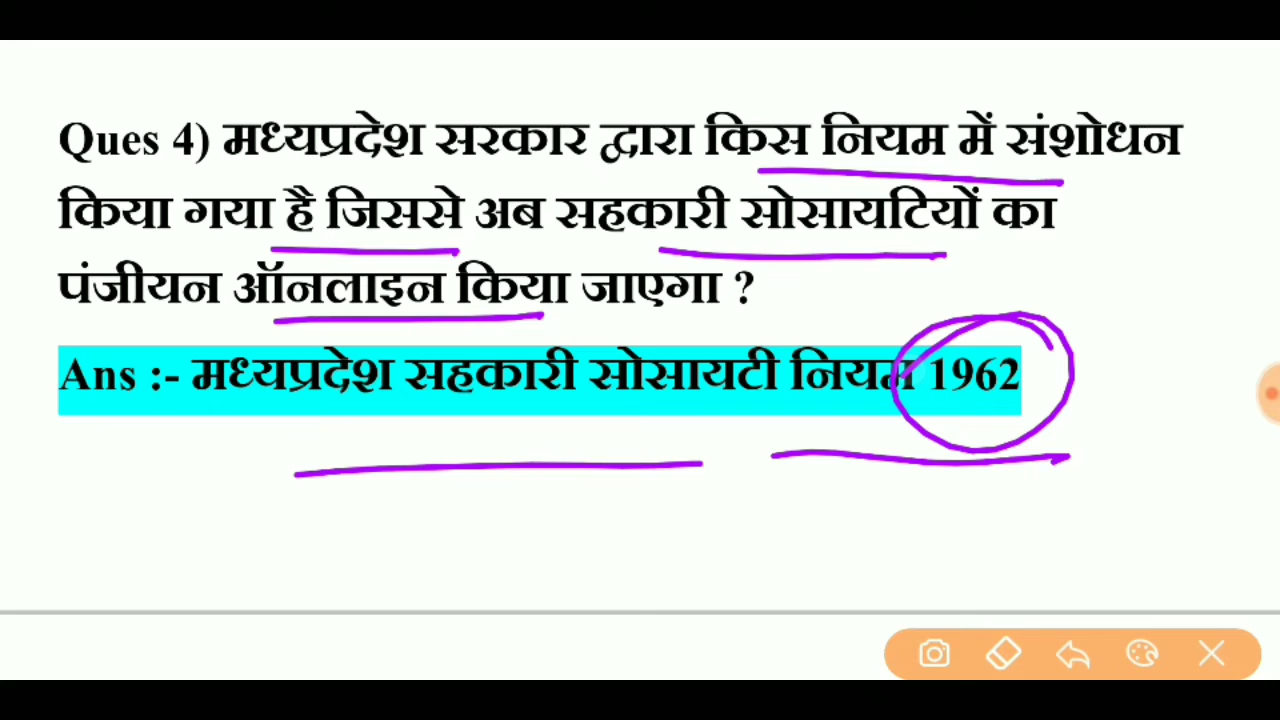 Ques 4) मध्यप्रदेश सरकार द्वारा किस नियम में संशोधन
किया गया है जिससे अब सहकारी सोसायटियों का
पंजीयन ऑनलाइन किया जाएगा ?
Ans :- मध्यप्रदेश सहकारी सोसायटी नियम 1962